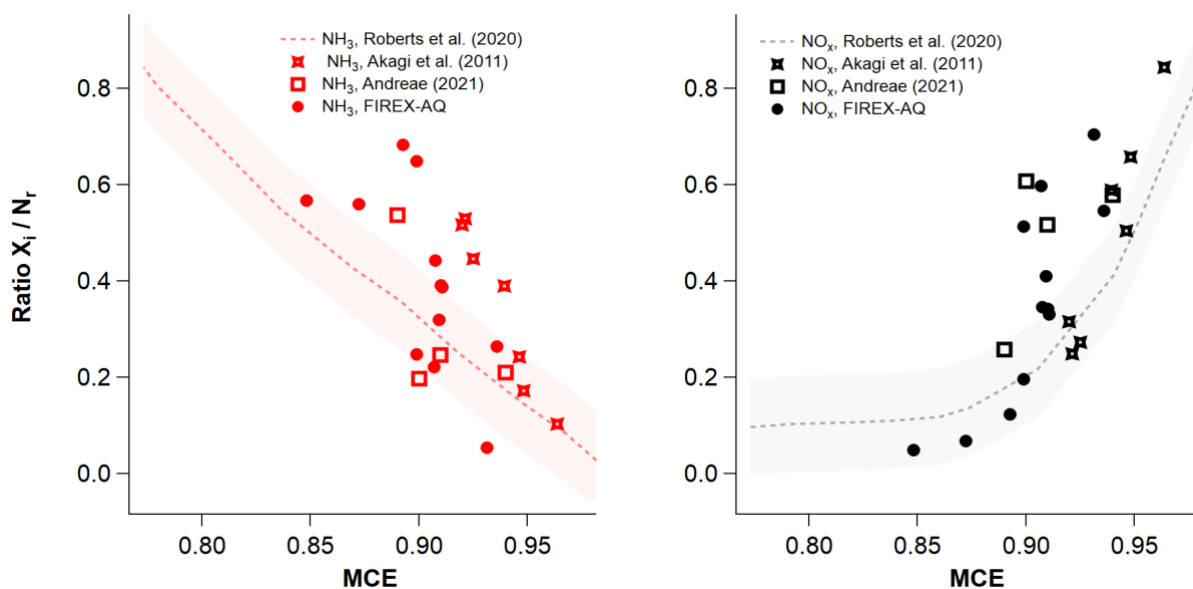 NH₃, Roberts et al. (2020)
NH₃, Akagi et al. (2011)
NH₃, Andreae (2021)
NH₃, FIREX-AQ
0.8
0.6
0.4
0.2
0.0
Ratio Xᵢ / Nᵣ
0.80 0.85 0.90 0.95
MCE
NOₓ, Roberts et al. (2020)
NOₓ, Akagi et al. (2011)
NOₓ, Andreae (2021)
NOₓ, FIREX-AQ
0.8
0.6
0.4
0.2
0.0
0.80 0.85 0.90 0.95
MCE